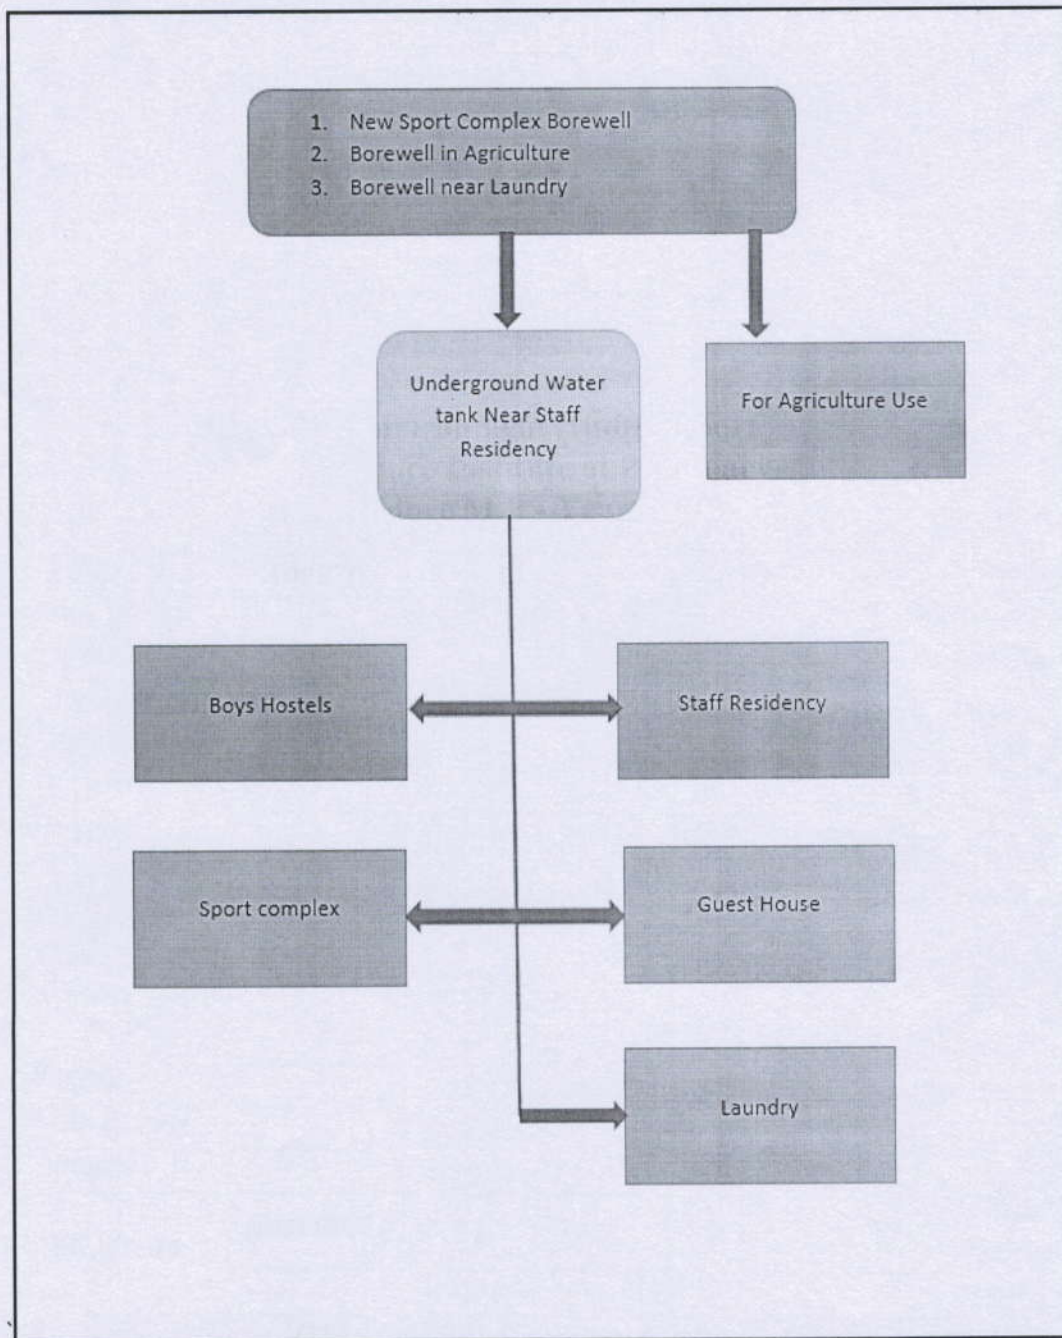 1. New Sport Complex Borewell
2. Borewell in Agriculture
3. Borewell near Laundry
Underground Water
tank Near Staff
Residency
For Agriculture Use
Boys Hostels
Staff Residency
Sport complex
Guest House
Laundry